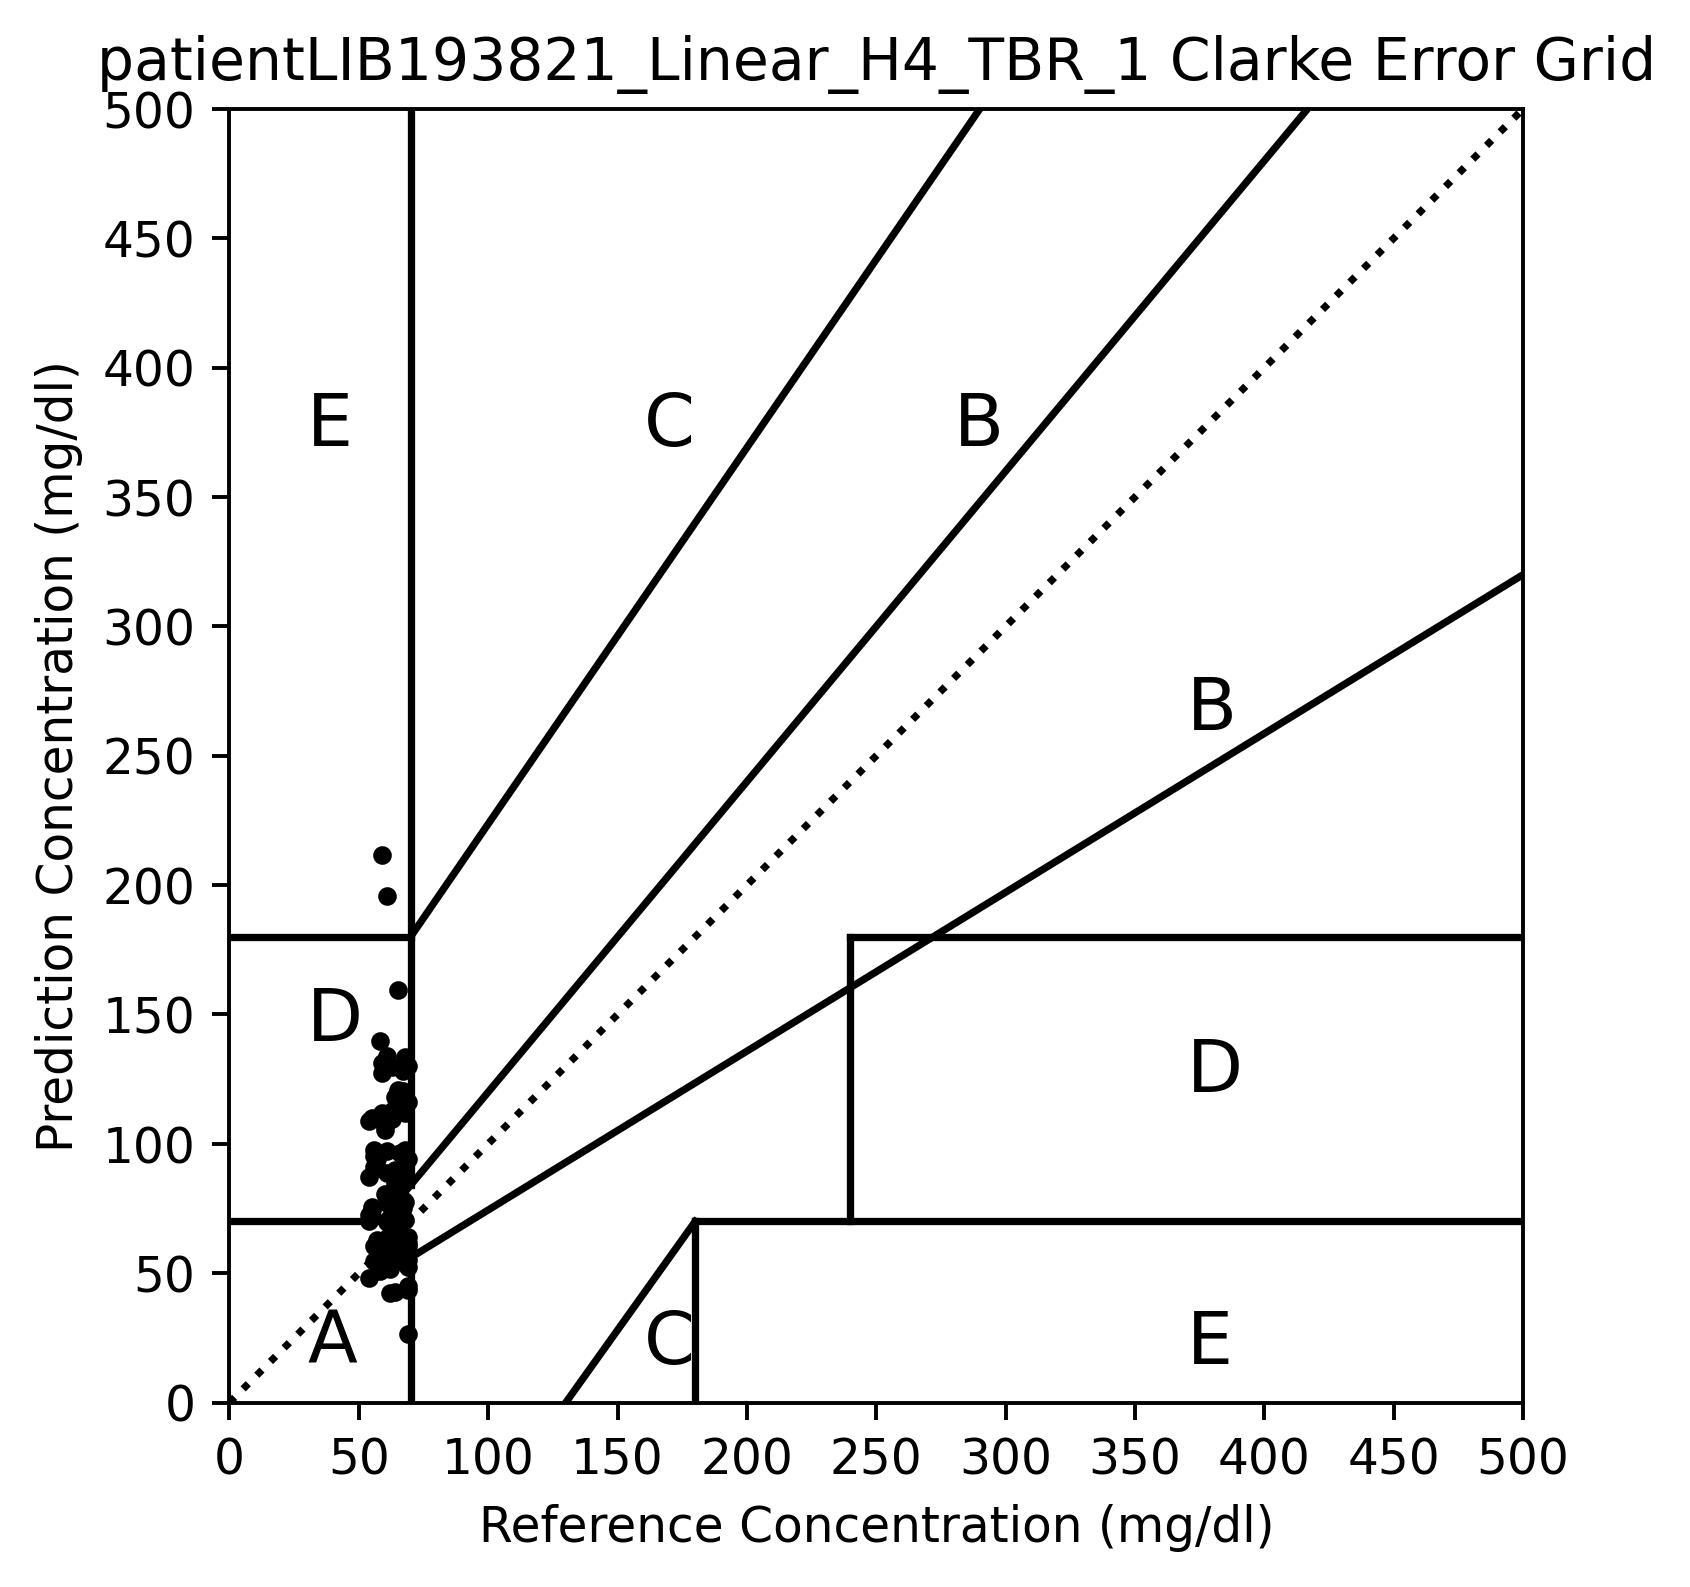 patientLIB193821_Linear_H4_TBR_1 Clarke Error Grid
500
450
400
350
300
250
200
150
100
50
0
Prediction Concentration (mg/dl)
E
C
B
B
D
D
A
C
E
0 50 100 150 200 250 300 350 400 450 500
Reference Concentration (mg/dl)